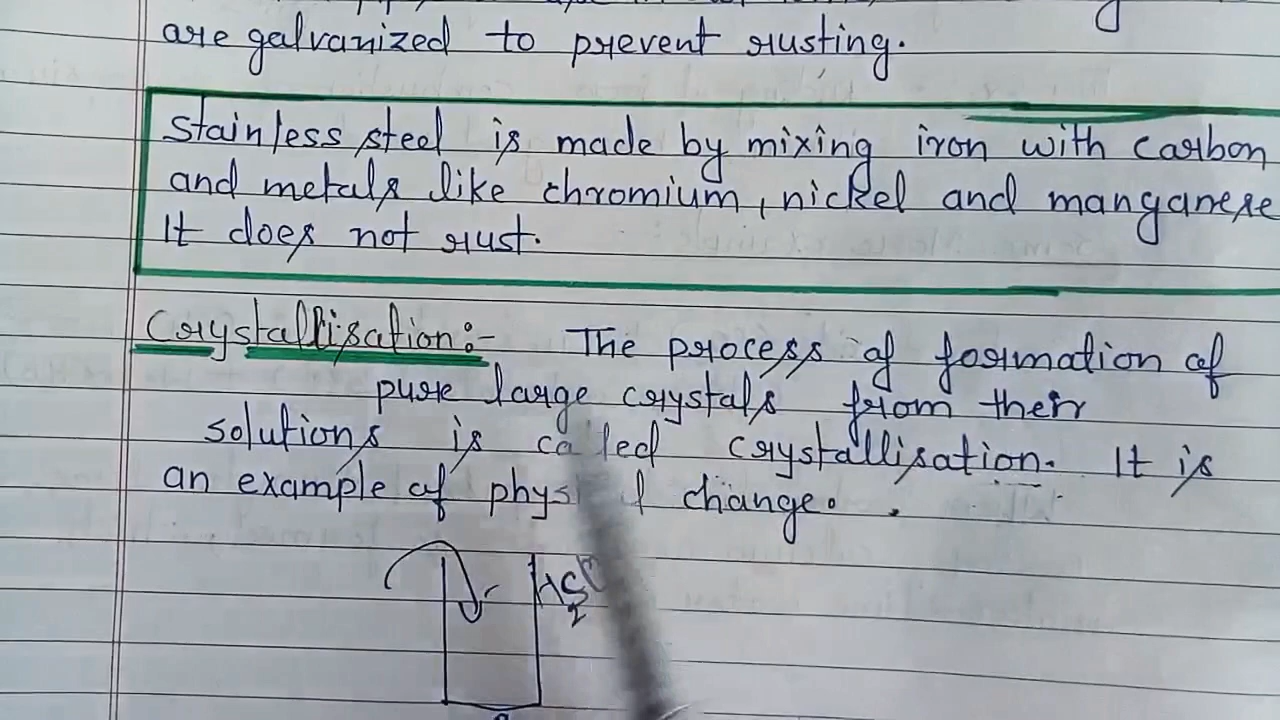 are galvanized to prevent rusting.
Stainless steel is made by mixing iron with carbon
and metals like chromium, nickel and manganese
It does not rust.
Crystallisation:- The process of formation of
pure large crystals from their
solutions is called crystallisation. It is
an example of physical change.